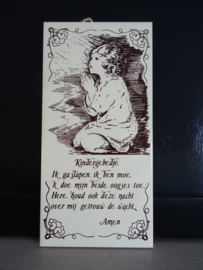 Kindergebedje
Ik ga slapen, ik ben moe.
'k doe mijn beide oogjes toe.
Here, houd ook deze nacht
over mij getrouw de wacht.
Amen